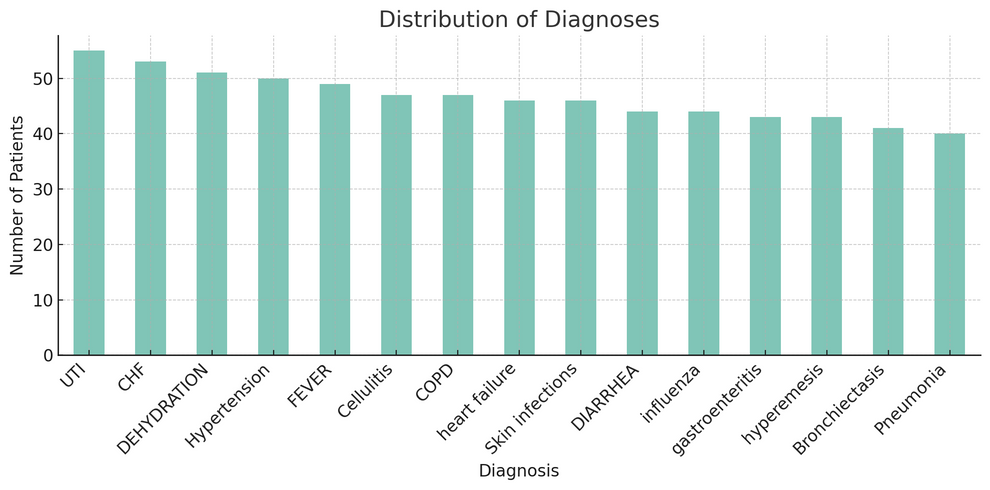 Distribution of Diagnoses
Number of Patients
50
40
30
20
10
0
UTI
CHF
DEHYDRATION
Hypertension
FEVER
Cellulitis
COPD
heart failure
Skin infections
DIARRHEA
influenza
gastroenteritis
hyperemesis
Bronchiectasis
Pneumonia
Diagnosis